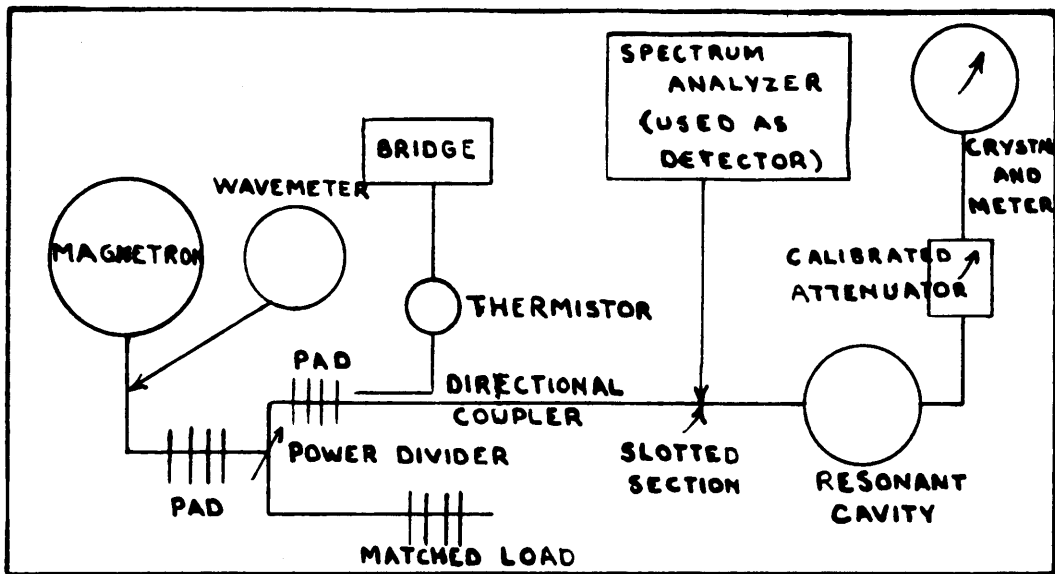 SPECTRUM
ANALYZER
(USED AS
DETECTOR)
BRIDGE
WAVEMETER
MAGNETRON
CRYSTAL
AND
METER
CALIBRATED
ATTENUATOR
THERMISTOR
PAD
DIRECTIONAL
COUPLER
POWER DIVIDER
PAD
SLOTTED
SECTION
RESONANT
CAVITY
MATCHED LOAD